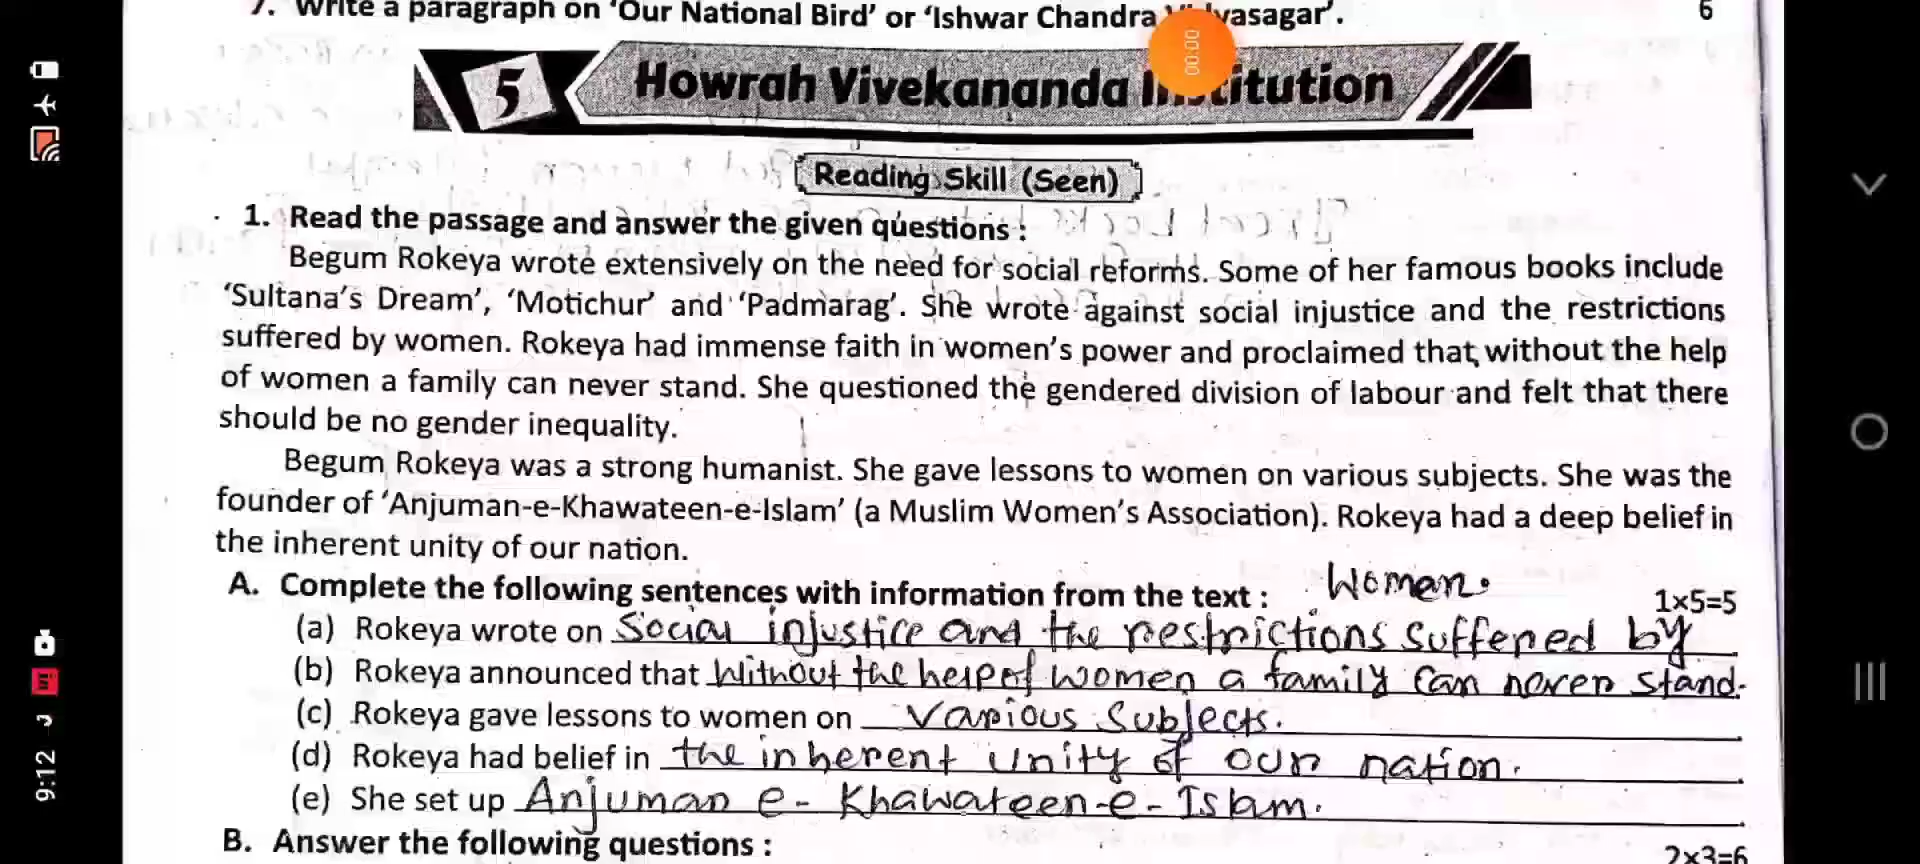 7. Write a paragraph on 'Our National Bird' or 'Ishwar Chandra Vidyasagar'. 6
5 Howrah Vivekananda Institution
00:00
Reading Skill (Seen)
1. Read the passage and answer the given questions :
Begum Rokeya wrote extensively on the need for social reforms. Some of her famous books include
'Sultana's Dream', 'Motichur' and 'Padmarag'. She wrote against social injustice and the restrictions
suffered by women. Rokeya had immense faith in women's power and proclaimed that without the help
of women a family can never stand. She questioned the gendered division of labour and felt that there
should be no gender inequality.
Begum Rokeya was a strong humanist. She gave lessons to women on various subjects. She was the
founder of 'Anjuman-e-Khawateen-e-Islam' (a Muslim Women's Association). Rokeya had a deep belief in
the inherent unity of our nation.
A. Complete the following sentences with information from the text : Women. 1×5=5
(a) Rokeya wrote on Social injustice and the restrictions suffered by
(b) Rokeya announced that without the help of women a family can never stand.
(c) Rokeya gave lessons to women on various subjects.
(d) Rokeya had belief in the inherent unity of our nation.
(e) She set up Anjuman e- Khawateen-e-Islam.
B. Answer the following questions : 2×3=6
9:12